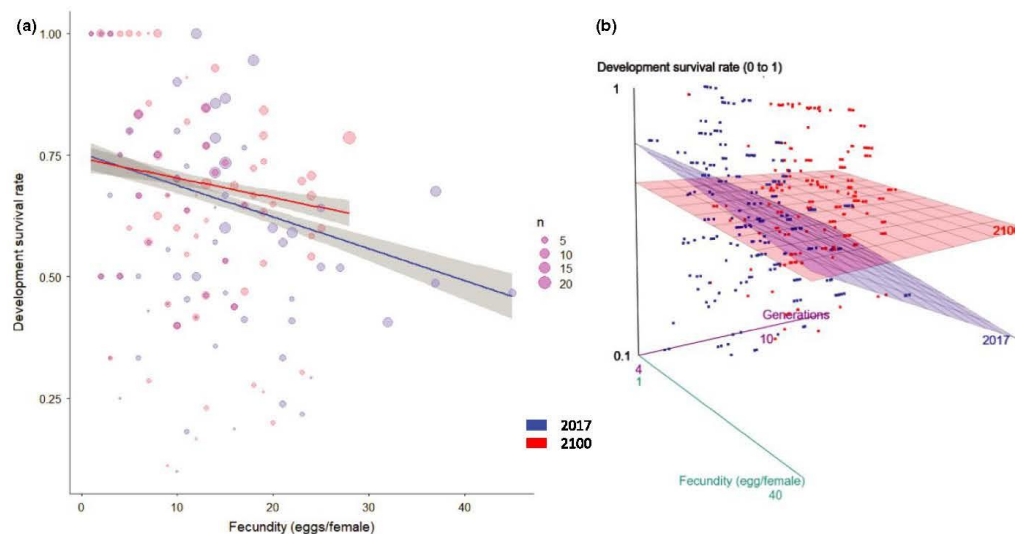 (a)
1.00
0.75
0.50
0.25
Development survival rate
0
10
20
30
40
Fecundity (eggs/female)
n
5
10
15
20
2017
2100
(b)
Development survival rate (0 to 1)
1
0.1
2100
2017
Generations
10
4
1
Fecundity (egg/female)
40